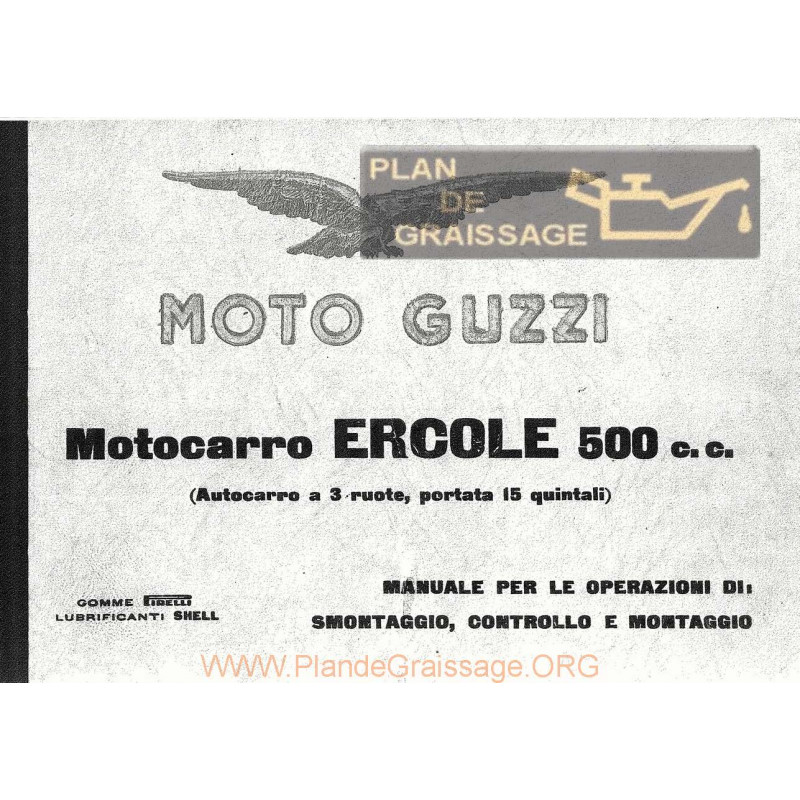 PLAN
DE
GRAISSAGE
MOTO GUZZI
Motocarro ERCOLE 500 c.c.
(Autocarro a 3 ruote, portata 15 quintali)
GOMME PIRELLI
LUBRIFICANTI SHELL
MANUALE PER LE OPERAZIONI DI:
SMONTAGGIO, CONTROLLO E MONTAGGIO
WWW.PlandeGraissage.ORG